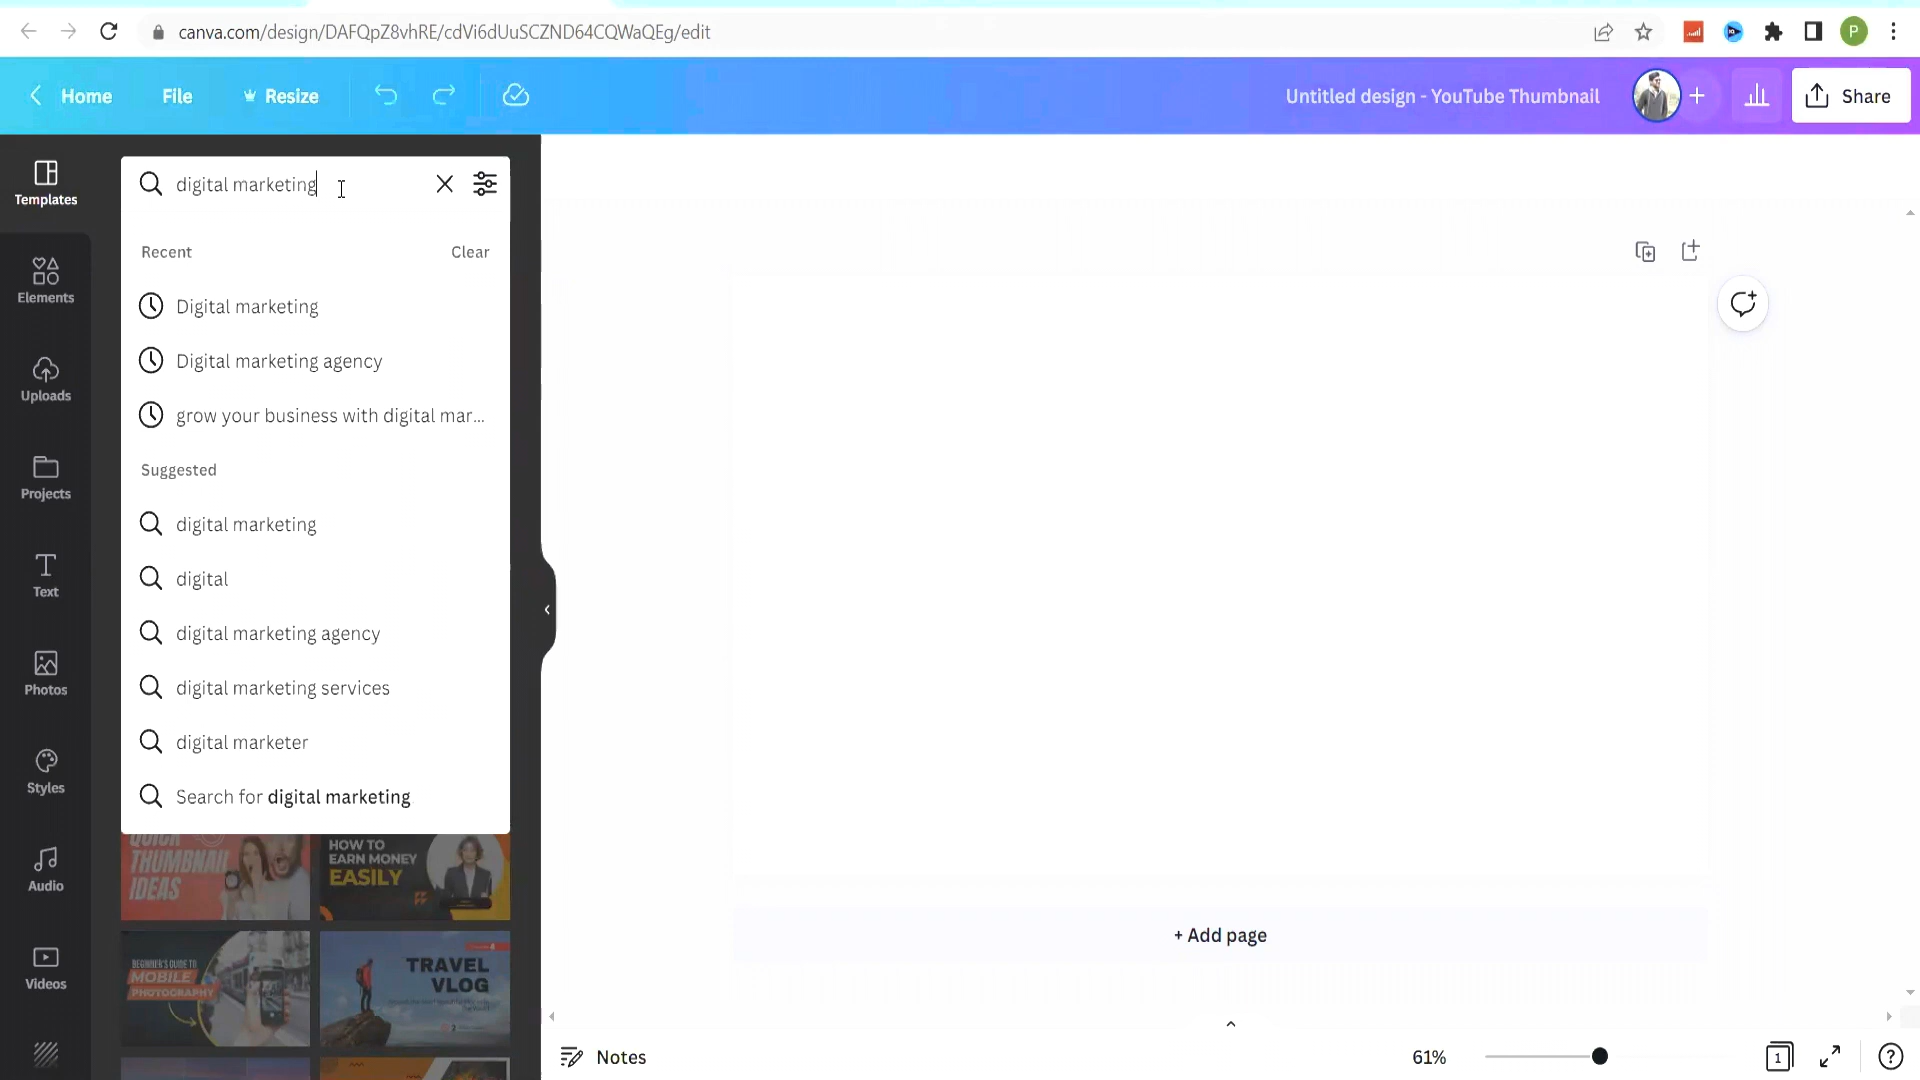 canva.com/design/DAFQpZ8vhRE/cdVi6dUuSCZND64CQWaQEg/edit
P
Home
File
Resize
Untitled design - YouTube Thumbnail
Share
Templates
Elements
Uploads
Projects
Text
Photos
Styles
Audio
Videos
digital marketing
Recent
Clear
Digital marketing
Digital marketing agency
grow your business with digital mar...
Suggested
digital marketing
digital
digital marketing agency
digital marketing services
digital marketer
Search for digital marketing
QUICK
THUMBNAIL
IDEAS
HOW TO
EARN MONEY
EASILY
BEGINNER'S GUIDE TO
MOBILE
PHOTOGRAPHY
TRAVEL
VLOG
+ Add page
Notes
61%
1
?